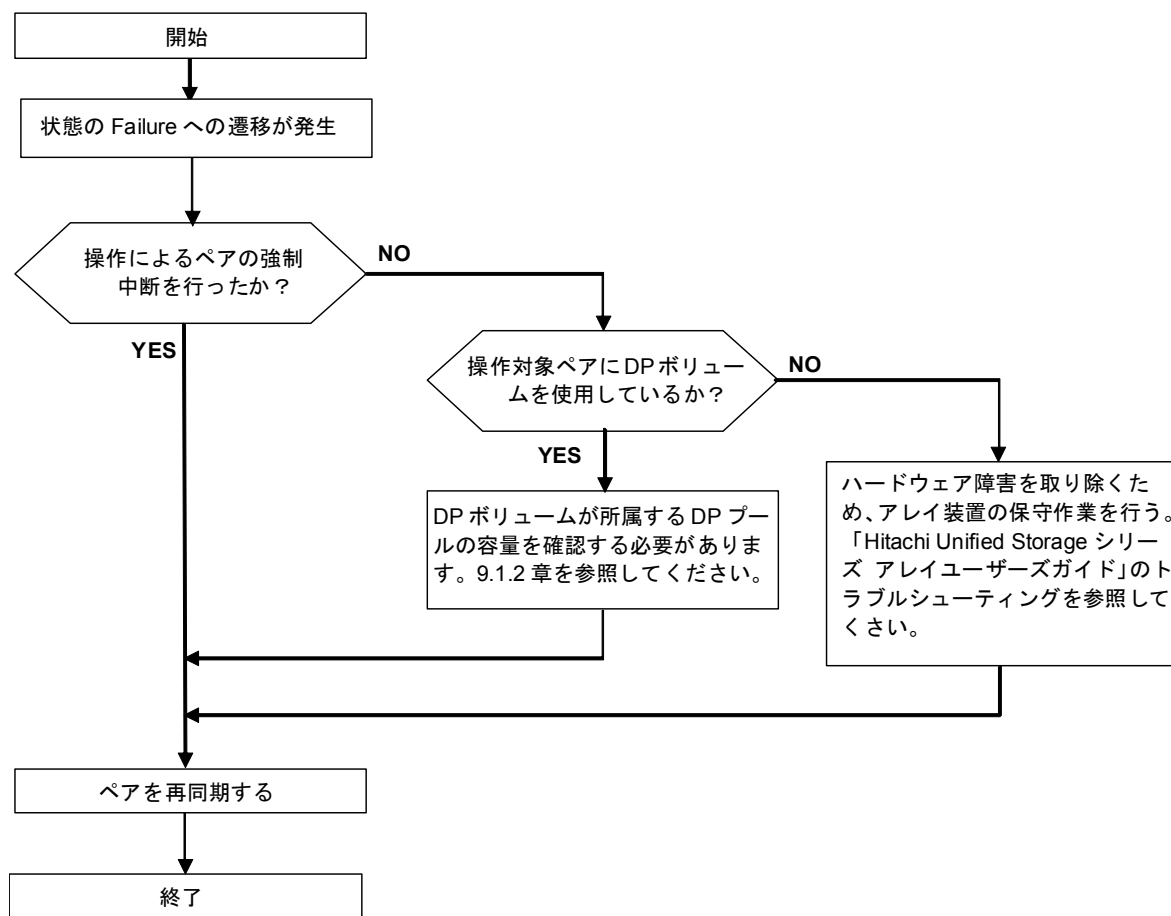 開始
状態の Failure への遷移が発生
操作によるペアの強制
中断を行ったか？
NO
YES
操作対象ペアに DP ボリュー
ムを使用しているか？
NO
YES
DP ボリュームが所属する DP プー
ルの容量を確認する必要がありま
す。9.1.2 章を参照してください。
ハードウェア障害を取り除くた
め、アレイ装置の保守作業を行う。
「Hitachi Unified Storage シリー
ズ アレイユーザーズガイド」のト
ラブルシューティングを参照して
くさい。
ペアを再同期する
終了